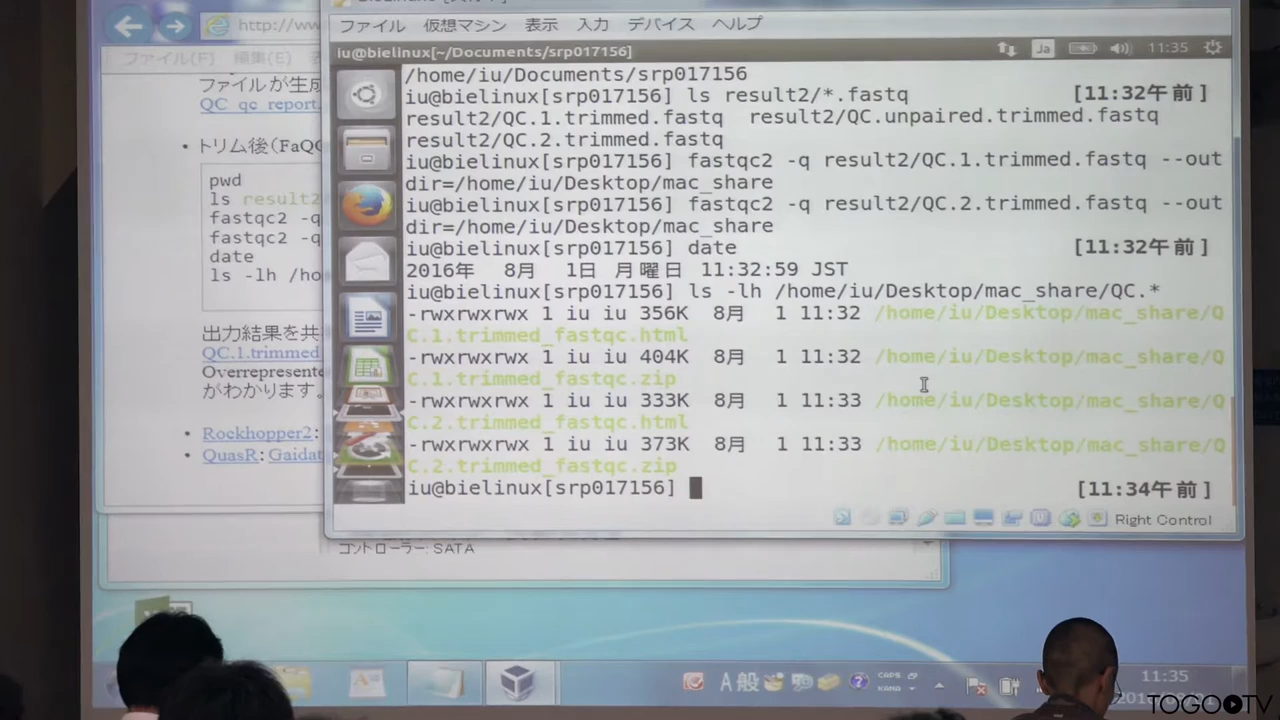 http://ww
ファイル 仮想マシン 表示 入力 デバイス ヘルプ
ファイル(F) 編集(E)
iu@bielinux[~/Documents/srp017156]
Ja 11:35
ファイルが生成
QC_qc_report.
・トリム後(FaQC
pwd
ls result2
fastqc2 -q
fastqc2 -q
date
ls -lh /ho
出力結果を共
QC.1.trimmed
Overrepresente
がわかります。
・Rockhopper2:
・QuasR: Gaidat
/home/iu/Documents/srp017156
iu@bielinux[srp017156] ls result2/*.fastq [11:32午前]
result2/QC.1.trimmed.fastq result2/QC.unpaired.trimmed.fastq
result2/QC.2.trimmed.fastq
iu@bielinux[srp017156] fastqc2 -q result2/QC.1.trimmed.fastq --out
dir=/home/iu/Desktop/mac_share
iu@bielinux[srp017156] fastqc2 -q result2/QC.2.trimmed.fastq --out
dir=/home/iu/Desktop/mac_share
iu@bielinux[srp017156] date [11:32午前]
2016年 8月 1日 月曜日 11:32:59 JST
iu@bielinux[srp017156] ls -lh /home/iu/Desktop/mac_share/QC.*
-rwxrwxrwx 1 iu iu 356K 8月 1 11:32 /home/iu/Desktop/mac_share/Q
C.1.trimmed_fastqc.html
-rwxrwxrwx 1 iu iu 404K 8月 1 11:32 /home/iu/Desktop/mac_share/Q
C.1.trimmed_fastqc.zip
-rwxrwxrwx 1 iu iu 333K 8月 1 11:33 /home/iu/Desktop/mac_share/Q
C.2.trimmed_fastqc.html
-rwxrwxrwx 1 iu iu 373K 8月 1 11:33 /home/iu/Desktop/mac_share/Q
C.2.trimmed_fastqc.zip
iu@bielinux[srp017156] [11:34午前]
Right Control
コントローラー: SATA
A 般 CAPS KANA
11:35
TOGOTV